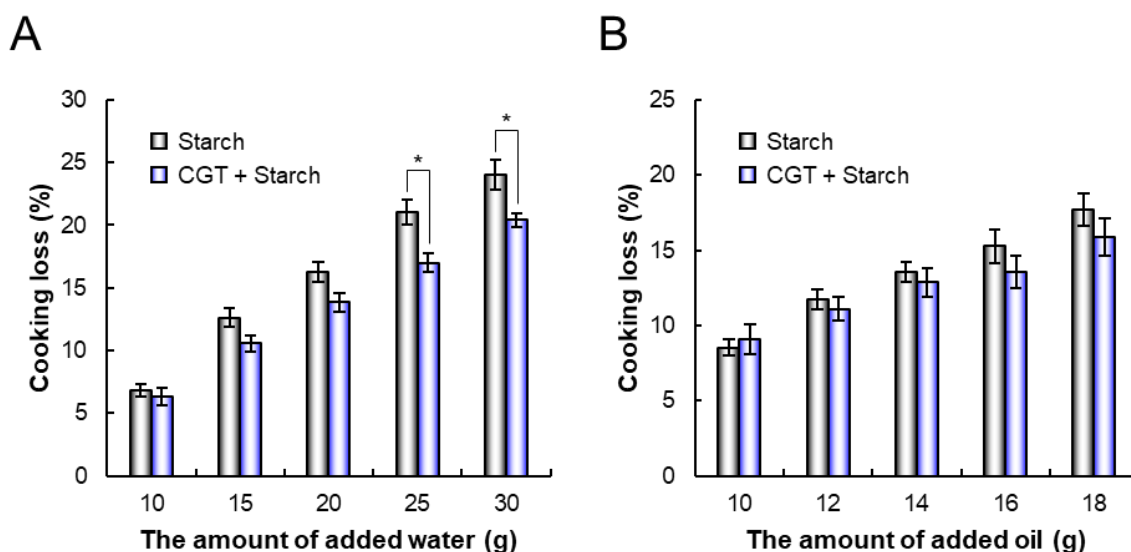 A
Cooking loss (%)
30
25
20
15
10
5
0
Starch
CGT + Starch
*
*
10 15 20 25 30
The amount of added water (g)
B
Cooking loss (%)
25
20
15
10
5
0
Starch
CGT + Starch
10 12 14 16 18
The amount of added oil (g)